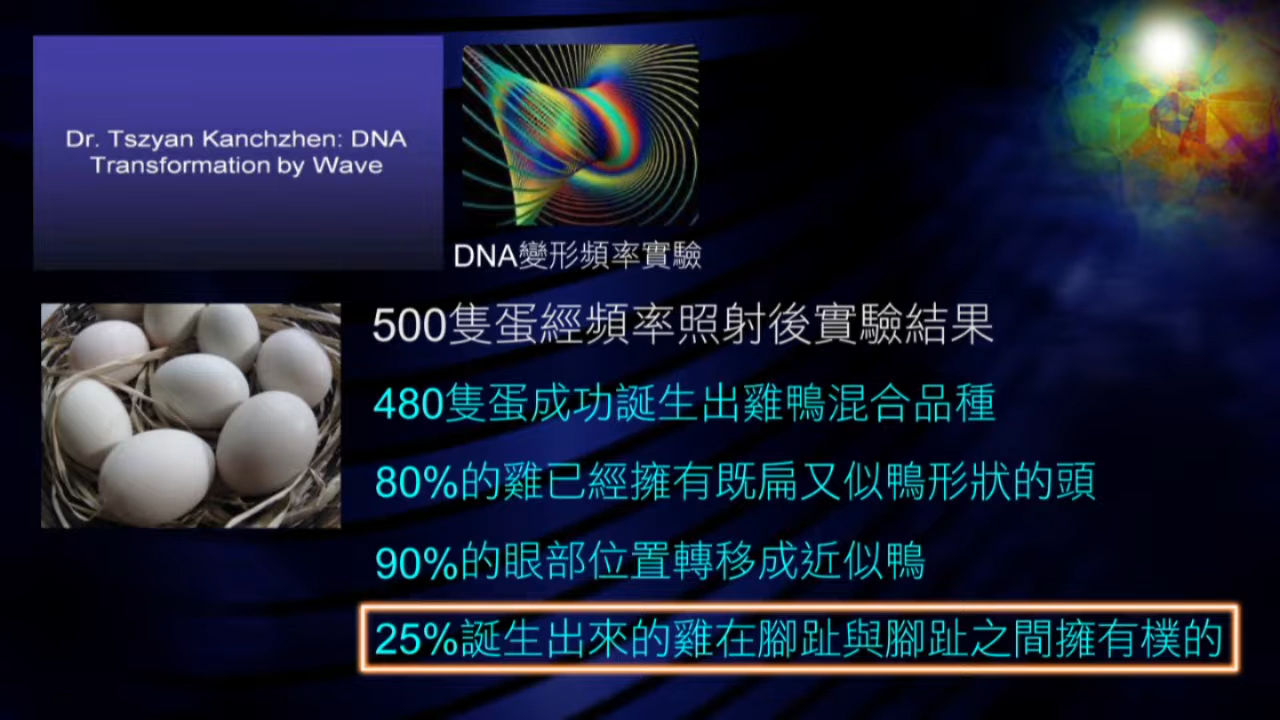 Dr. Tszyan Kanchzhen: DNA
Transformation by Wave
DNA變形頻率實驗
500隻蛋經頻率照射後實驗結果
480隻蛋成功誕生出雞鴨混合品種
80%的雞已經擁有既扁又似鴨形狀的頭
90%的眼部位置轉移成近似鴨
25%誕生出來的雞在腳趾與腳趾之間擁有樸的